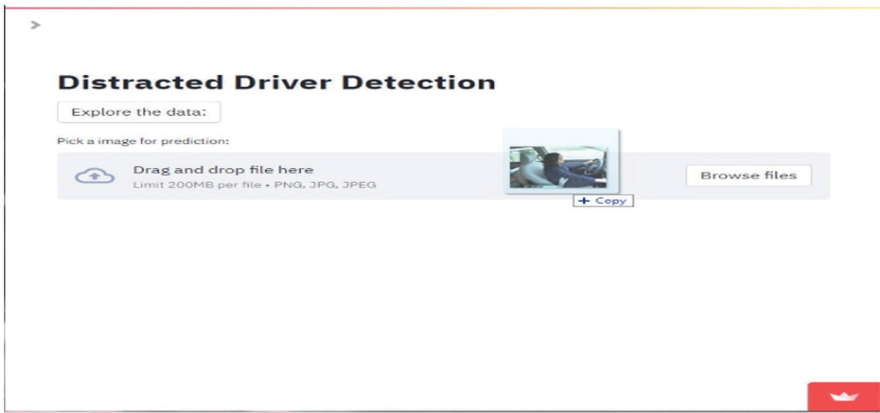 Distracted Driver Detection
Explore the data:
Pick a image for prediction:
Drag and drop file here
Limit 200MB per file • PNG, JPG, JPEG
Browse files
+ Copy